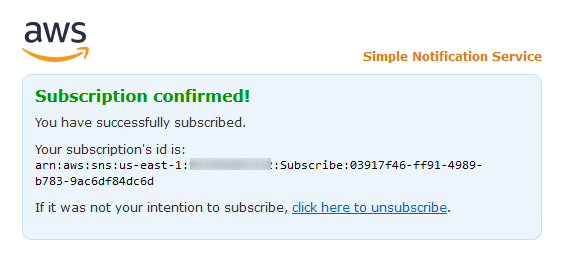 aws
Simple Notification Service
Subscription confirmed!
You have successfully subscribed.
Your subscription's id is:
arn:aws:sns:us-east-1: :Subscribe:03917f46-ff91-4989-
b783-9ac6df84dc6d
If it was not your intention to subscribe, click here to unsubscribe.